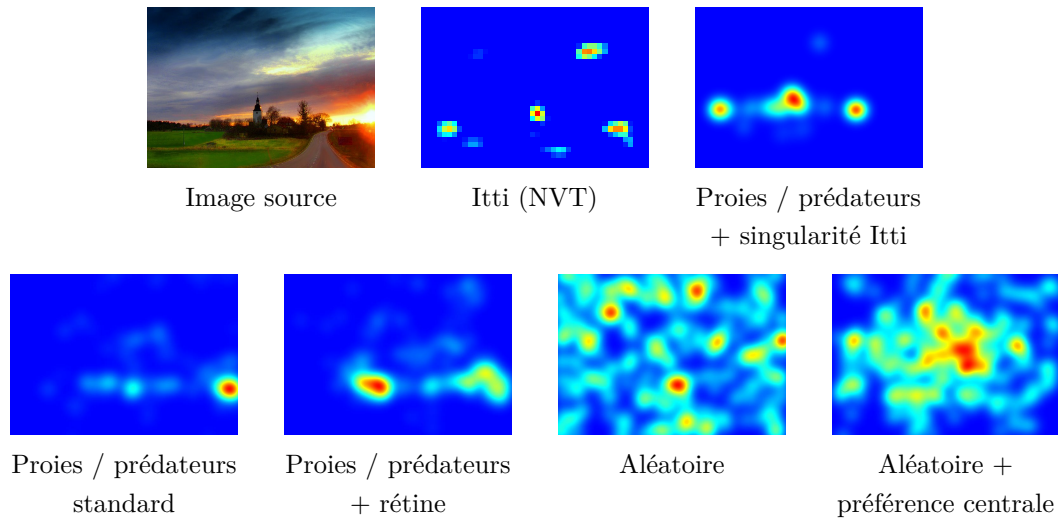 Image source
Itti (NVT)
Proies / prédateurs
+ singularité Itti
Proies / prédateurs
standard
Proies / prédateurs
+ rétine
Aléatoire
Aléatoire +
préférence centrale